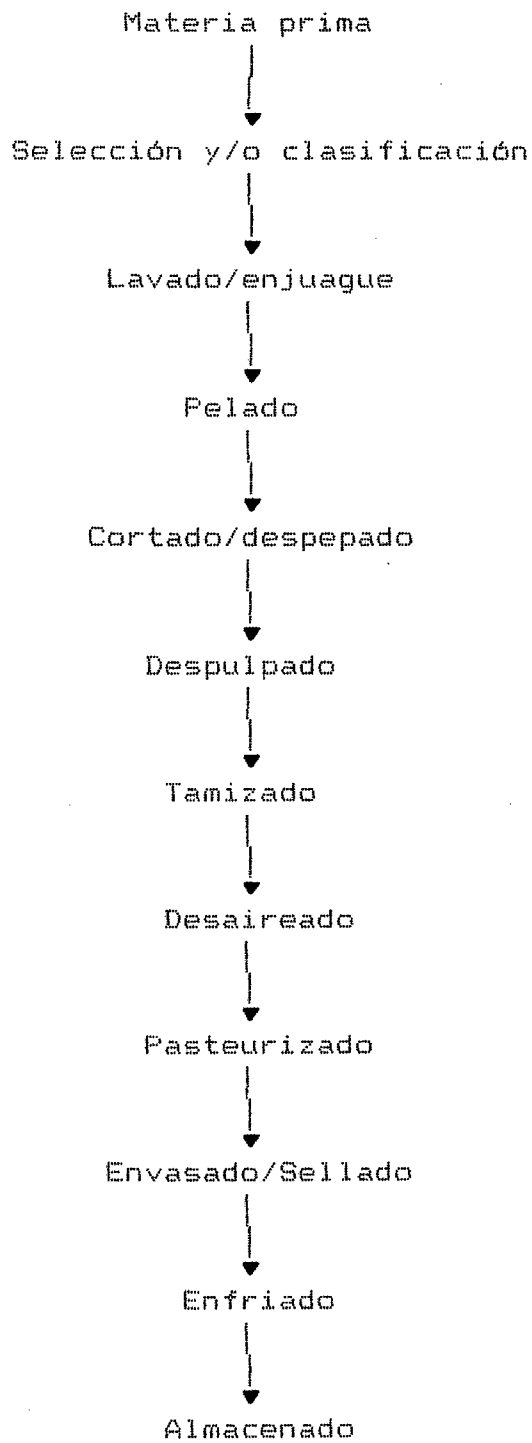 Materia prima
Selección y/o clasificación
Lavado/enjuague
Pelado
Cortado/despepado
Despulpado
Tamizado
Desaireado
Pasteurizado
Envasado/Sellado
Enfriado
Almacenado